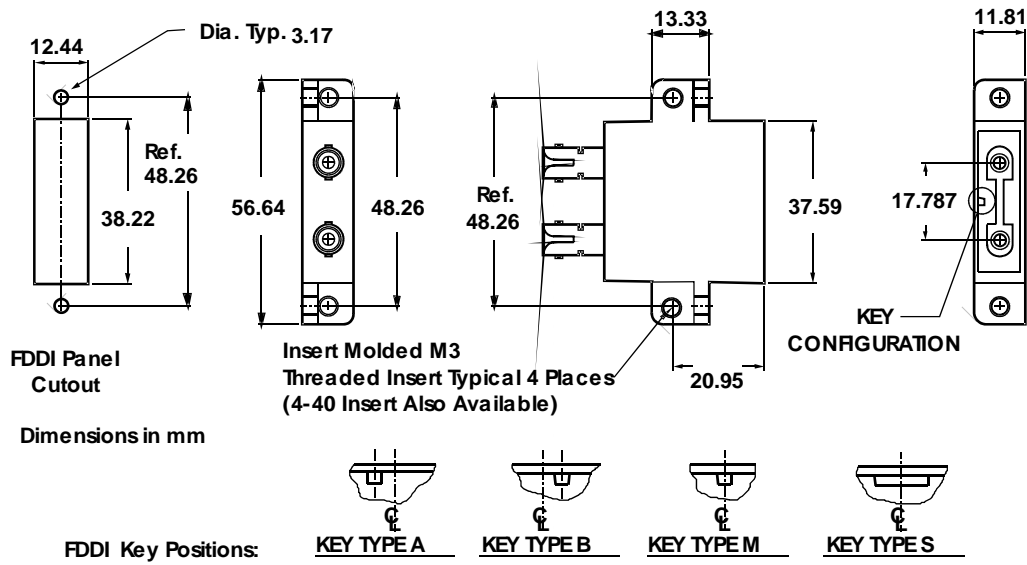 12.44
Dia. Typ. 3.17
13.33
11.81
Ref.
48.26
38.22
56.64
48.26
Ref.
48.26
37.59
17.787
KEY
CONFIGURATION
FDDI Panel
Cutout
Insert Molded M3
Threaded Insert Typical 4 Places
(4-40 Insert Also Available)
20.95
Dimensions in mm
℄ ℄ ℄ ℄
FDDI Key Positions: KEY TYPE A KEY TYPE B KEY TYPE M KEY TYPE S